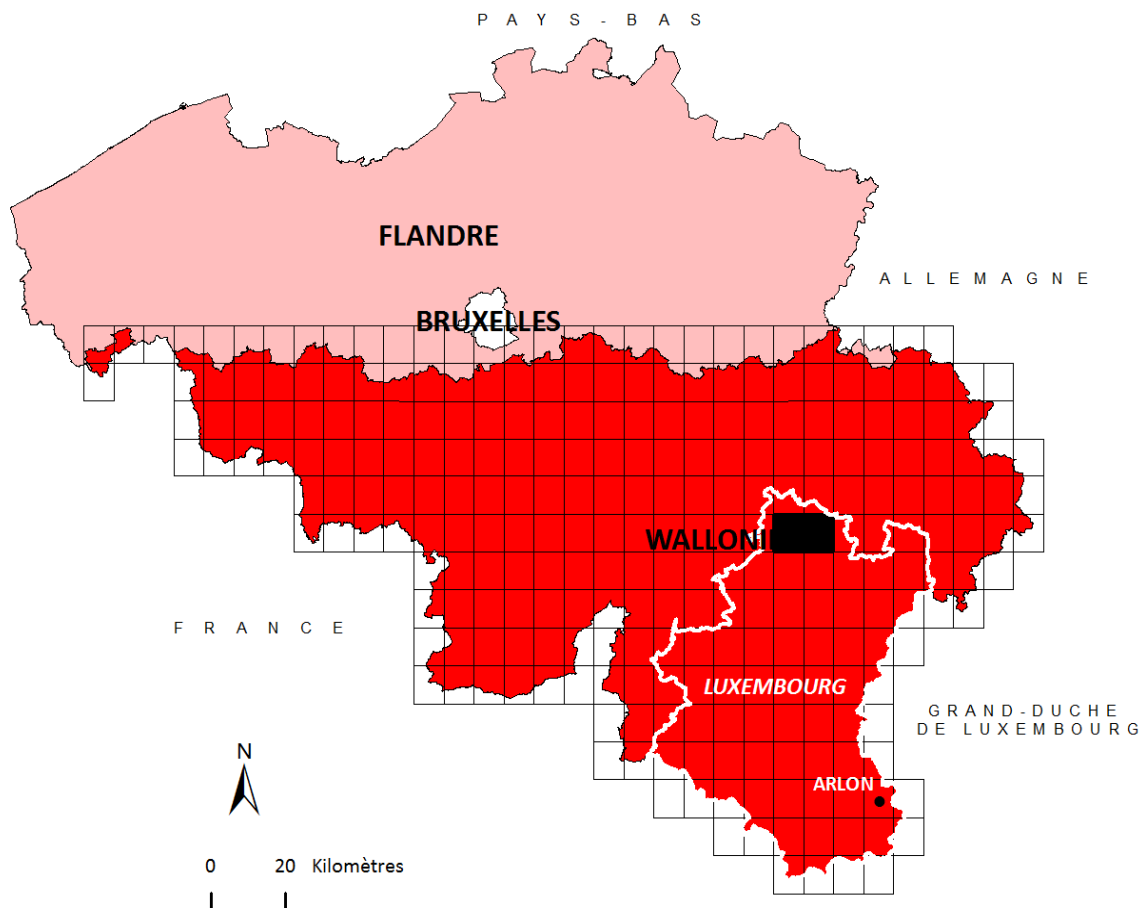 PAYS-BAS
FLANDRE
ALLEMAGNE
BRUXELLES
WALLONI
FRANCE
LUXEMBOURG
GRAND-DUCHE
DE LUXEMBOURG
N
ARLON
0 20 Kilomètres